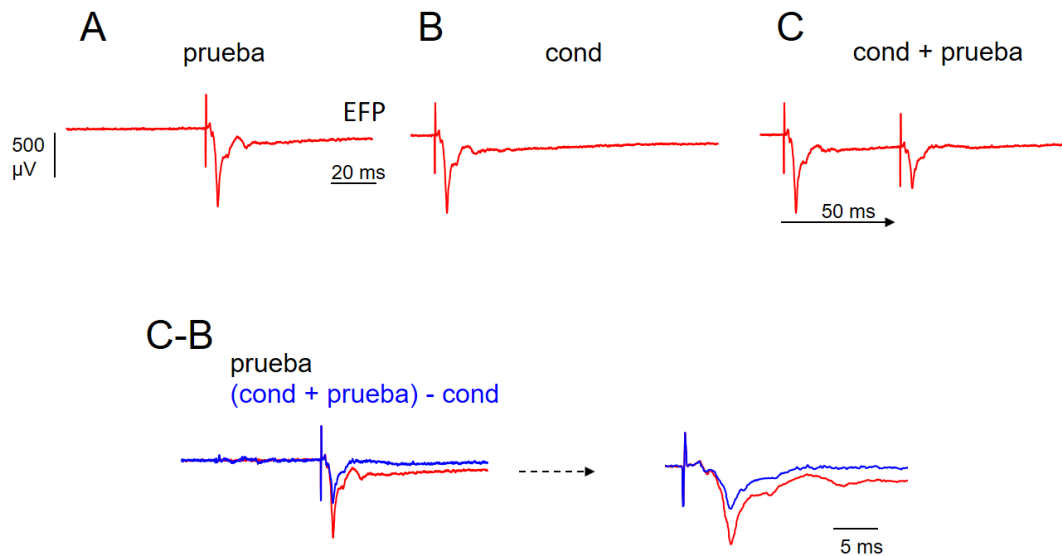 A
prueba
B
cond
C
cond + prueba
EFP
500
µV
20 ms
50 ms
C-B
prueba
(cond + prueba) - cond
5 ms